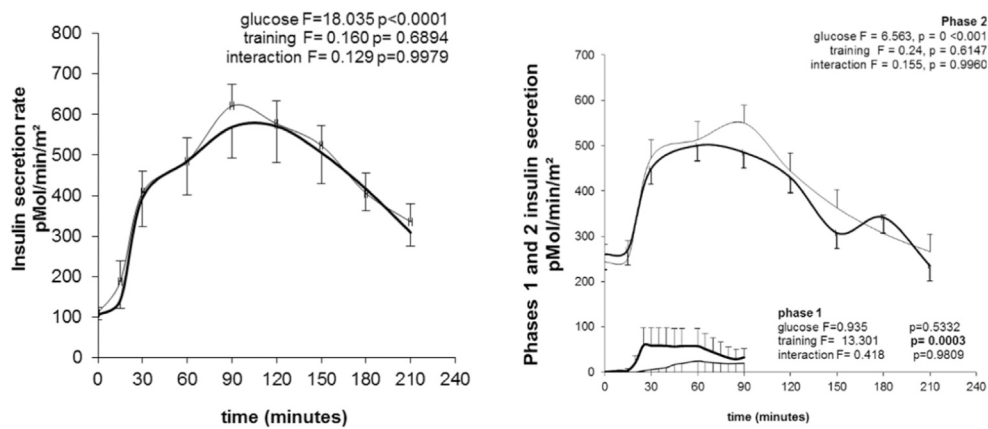 glucose F=18.035 p<0.0001
training F= 0.160 p= 0.6894
interaction F= 0.129 p=0.9979
Insulin secretion rate
pMol/min/m²
800
700
600
500
400
300
200
100
0
0 30 60 90 120 150 180 210 240
time (minutes)
Phase 2
glucose F = 6.563, p = 0 <0.001
training F = 0.24, p = 0.6147
interaction F = 0.155, p = 0.9960
Phases 1 and 2 insulin secretion
pMol/min/m²
700
600
500
400
300
200
100
0
phase 1
glucose F=0.935 p=0.5332
training F= 13.301 p= 0.0003
interaction F= 0.418 p=0.9809
30 60 90 120 150 180 210 240
time (minutes)